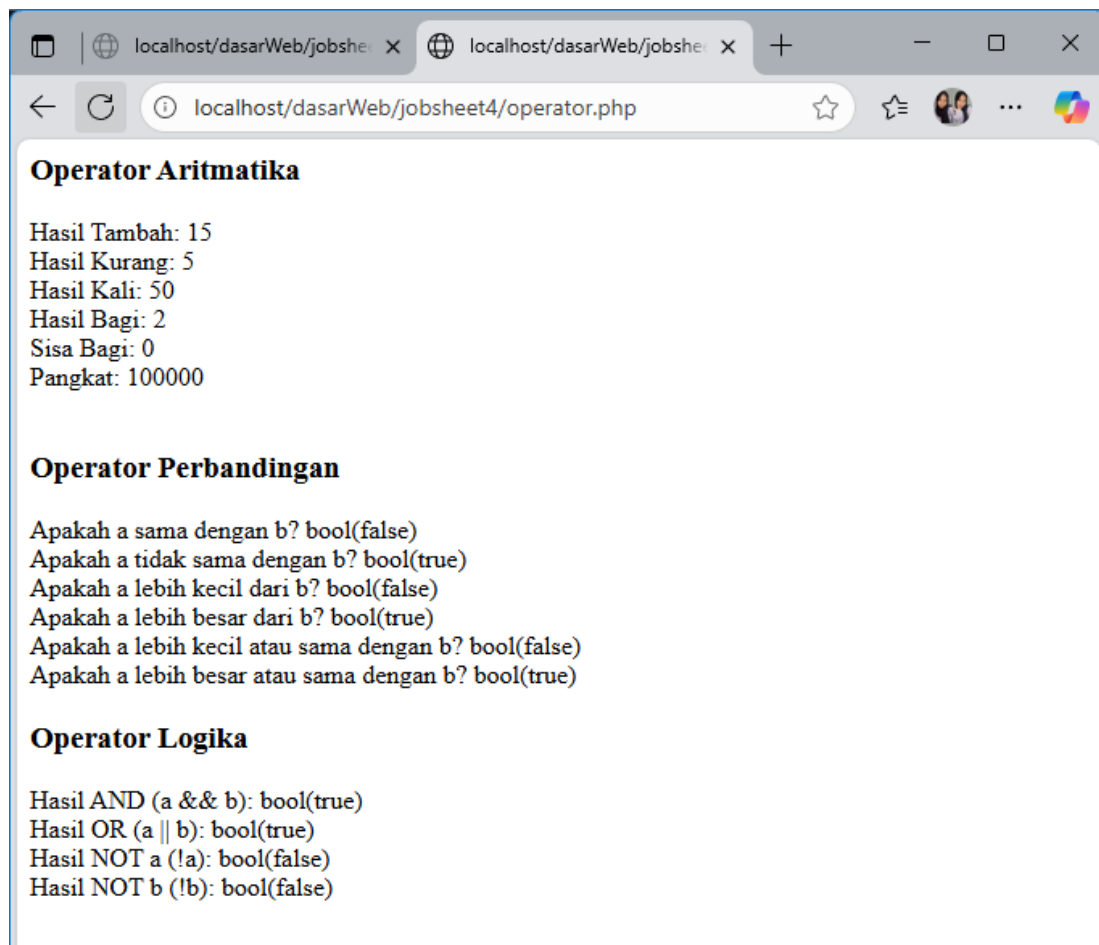 localhost/dasarWeb/jobshe
localhost/dasarWeb/jobshe
localhost/dasarWeb/jobsheet4/operator.php
Operator Aritmatika
Hasil Tambah: 15
Hasil Kurang: 5
Hasil Kali: 50
Hasil Bagi: 2
Sisa Bagi: 0
Pangkat: 100000
Operator Perbandingan
Apakah a sama dengan b? bool(false)
Apakah a tidak sama dengan b? bool(true)
Apakah a lebih kecil dari b? bool(false)
Apakah a lebih besar dari b? bool(true)
Apakah a lebih kecil atau sama dengan b? bool(false)
Apakah a lebih besar atau sama dengan b? bool(true)
Operator Logika
Hasil AND (a && b): bool(true)
Hasil OR (a || b): bool(true)
Hasil NOT a (!a): bool(false)
Hasil NOT b (!b): bool(false)